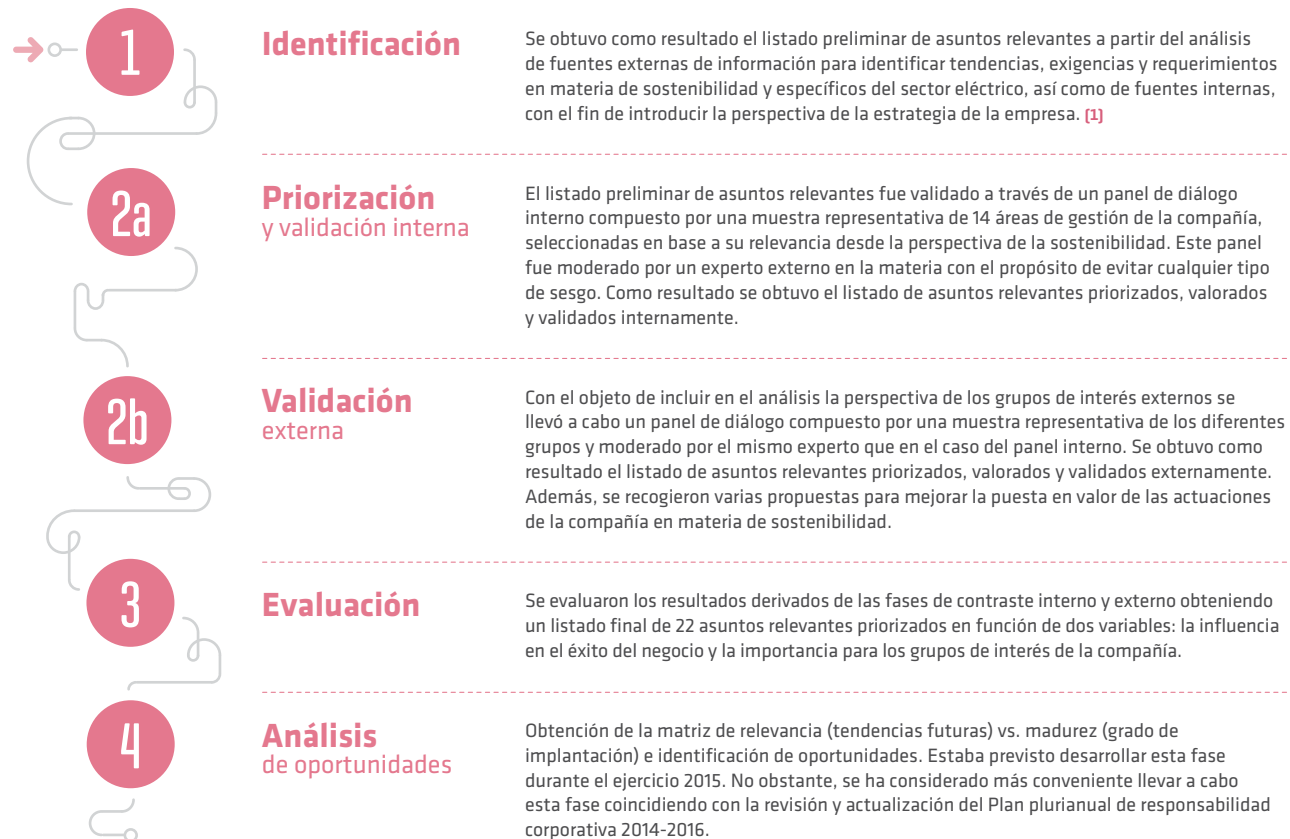 1
Identificación
Se obtuvo como resultado el listado preliminar de asuntos relevantes a partir del análisis
de fuentes externas de información para identificar tendencias, exigencias y requerimientos
en materia de sostenibilidad y específicos del sector eléctrico, así como de fuentes internas,
con el fin de introducir la perspectiva de la estrategia de la empresa. (1)
2a
Priorización
y validación interna
El listado preliminar de asuntos relevantes fue validado a través de un panel de diálogo
interno compuesto por una muestra representativa de 14 áreas de gestión de la compañía,
seleccionadas en base a su relevancia desde la perspectiva de la sostenibilidad. Este panel
fue moderado por un experto externo en la materia con el propósito de evitar cualquier tipo
de sesgo. Como resultado se obtuvo el listado de asuntos relevantes priorizados, valorados
y validados internamente.
2b
Validación
externa
Con el objeto de incluir en el análisis la perspectiva de los grupos de interés externos se
llevó a cabo un panel de diálogo compuesto por una muestra representativa de los diferentes
grupos y moderado por el mismo experto que en el caso del panel interno. Se obtuvo como
resultado el listado de asuntos relevantes priorizados, valorados y validados externamente.
Además, se recogieron varias propuestas para mejorar la puesta en valor de las actuaciones
de la compañía en materia de sostenibilidad.
3
Evaluación
Se evaluaron los resultados derivados de las fases de contraste interno y externo obteniendo
un listado final de 22 asuntos relevantes priorizados en función de dos variables: la influencia
en el éxito del negocio y la importancia para los grupos de interés de la compañía.
4
Análisis
de oportunidades
Obtención de la matriz de relevancia (tendencias futuras) vs. madurez (grado de
implantación) e identificación de oportunidades. Estaba previsto desarrollar esta fase
durante el ejercicio 2015. No obstante, se ha considerado más conveniente llevar a cabo
esta fase coincidiendo con la revisión y actualización del Plan plurianual de responsabilidad
corporativa 2014-2016.